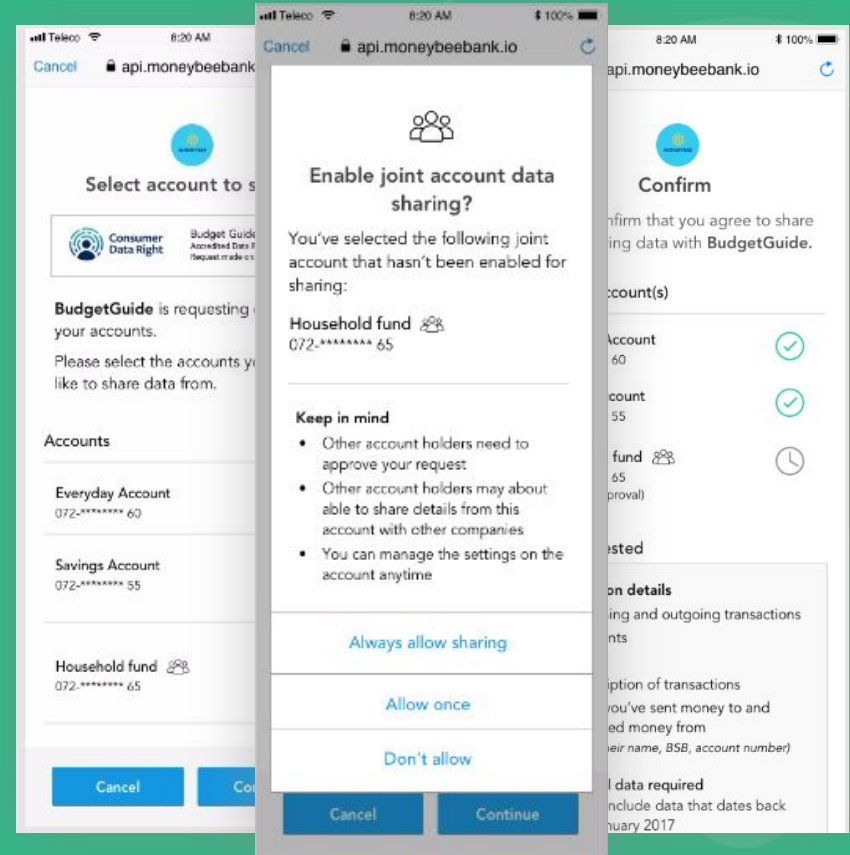 Teleco 8:20 AM
Cancel api.moneybeebank
Select account to s
Consumer
Data Right
Budget Guide
Accredited Data R
Request made on
BudgetGuide is requesting
your accounts.
Please select the accounts y
like to share data from.
Accounts
Everyday Account
072-******** 60
Savings Account
072-******** 55
Household fund
072-******** 65
Cancel Co
Teleco 8:20 AM 100%
Cancel api.moneybeebank.io
Enable joint account data
sharing?
You've selected the following joint
account that hasn't been enabled for
sharing:
Household fund
072-******** 65
Keep in mind
• Other account holders need to
approve your request
• Other account holders may about
able to share details from this
account with other companies
• You can manage the settings on the
account anytime
Always allow sharing
Allow once
Don't allow
Cancel Continue
8:20 AM 100%
api.moneybeebank.io
Confirm
nfirm that you agree to share
ing data with BudgetGuide.
ccount(s)
Account
60
count
55
fund
65
proval)
ested
on details
ing and outgoing transactions
nts
iption of transactions
you've sent money to and
ed money from
eir name, BSB, account number)
l data required
nclude data that dates back
nuary 2017